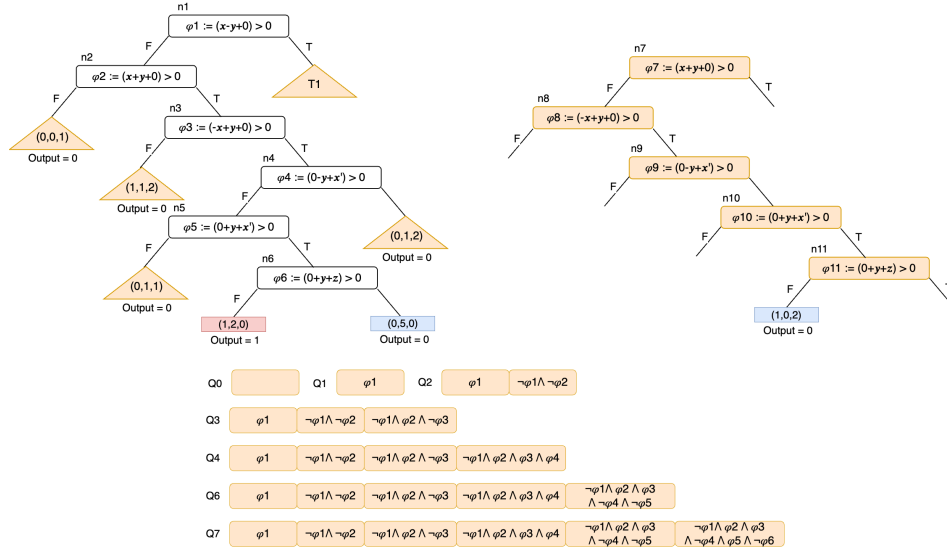 n1
φ1 := (x-y+0) > 0
F
T
n2
φ2 := (x+y+0) > 0
T1
F
T
(0,0,1)
Output = 0
n3
φ3 := (-x+y+0) > 0
F
T
(1,1,2)
Output = 0
n4
φ4 := (0-y+x') > 0
F
(0,1,2)
Output = 0
n5
φ5 := (0+y+x') > 0
F
T
(0,1,1)
Output = 0
n6
φ6 := (0+y+z) > 0
F
(1,2,0)
Output = 1
(0,5,0)
Output = 0
n7
φ7 := (x+y+0) > 0
F
T
n8
φ8 := (-x+y+0) > 0
F
T
n9
φ9 := (0-y+x') > 0
F
n10
φ10 := (0+y+x') > 0
F
T
n11
φ11 := (0+y+z) > 0
F
T
(1,0,2)
Output = 0
Q0 Q1 φ1 Q2 φ1 ¬φ1∧ ¬φ2
Q3 φ1 ¬φ1∧ ¬φ2 ¬φ1∧ φ2 ∧ ¬φ3
Q4 φ1 ¬φ1∧ ¬φ2 ¬φ1∧ φ2 ∧ ¬φ3 ¬φ1∧ φ2 ∧ φ3 ∧ φ4
Q6 φ1 ¬φ1∧ ¬φ2 ¬φ1∧ φ2 ∧ ¬φ3 ¬φ1∧ φ2 ∧ φ3 ∧ φ4 ¬φ1∧ φ2 ∧ φ3
∧ ¬φ4 ∧ ¬φ5
Q7 φ1 ¬φ1∧ ¬φ2 ¬φ1∧ φ2 ∧ ¬φ3 ¬φ1∧ φ2 ∧ φ3 ∧ φ4 ¬φ1∧ φ2 ∧ φ3 ¬φ1∧ φ2 ∧ φ3
∧ ¬φ4 ∧ ¬φ5 ∧ ¬φ4 ∧ φ5 ∧ ¬φ6